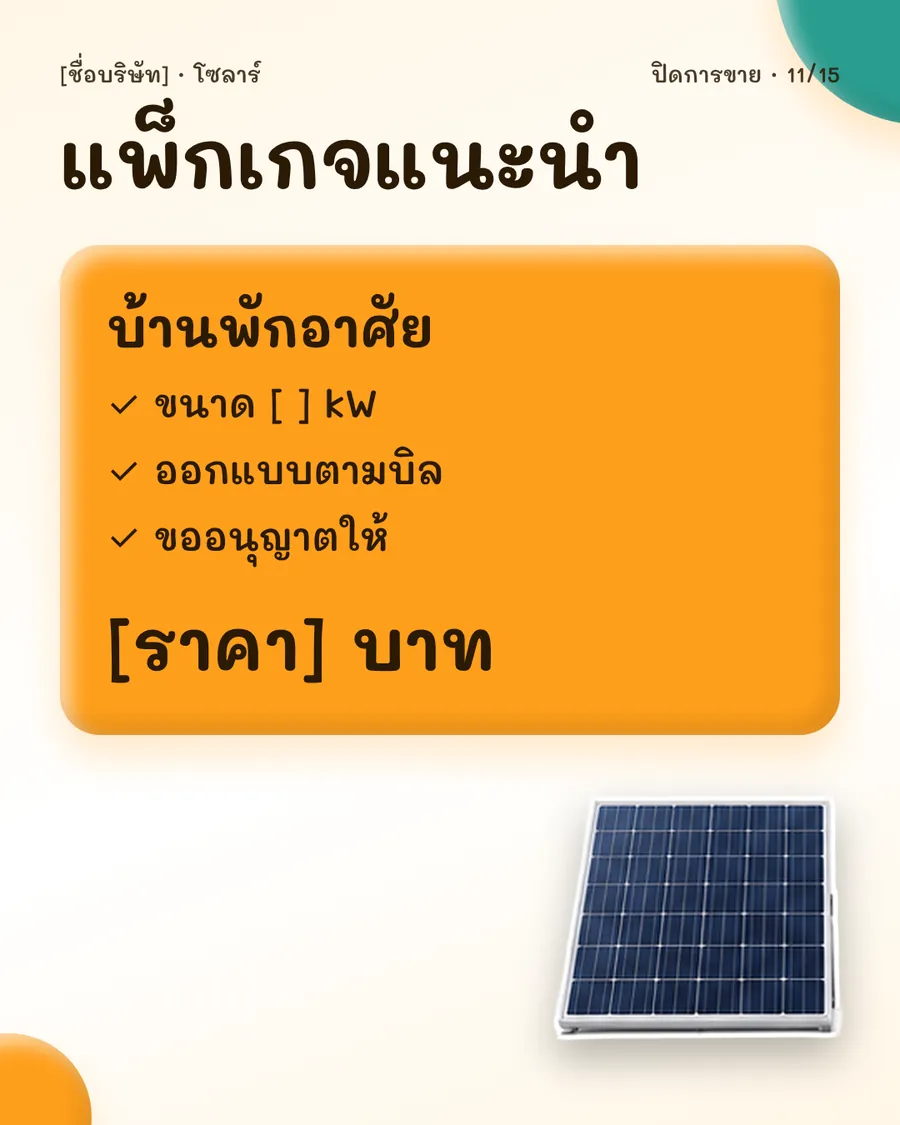 [ชื่อบริษัท] · โซลาร์
ปิดการขาย · 11/15
แพ็กเกจแนะนำ
บ้านพักอาศัย
✓ ขนาด [ ] kW
✓ ออกแบบตามบิล
✓ ขออนุญาตให้
[ราคา] บาท